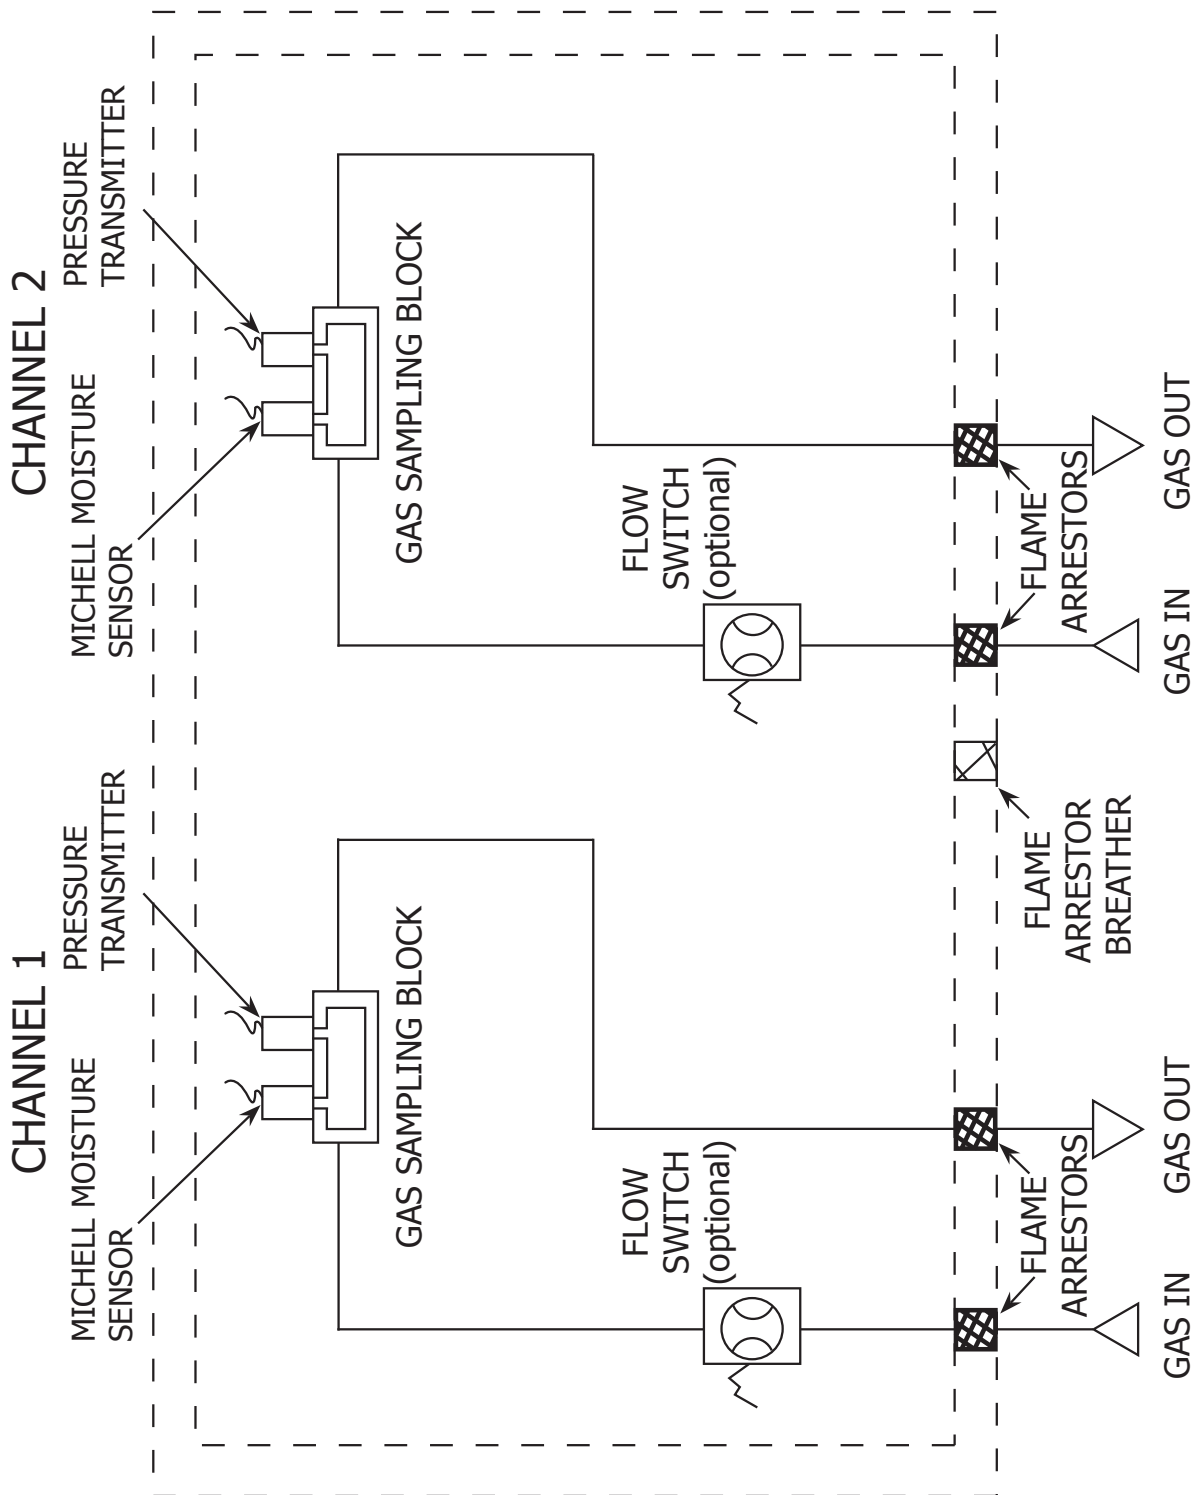 CHANNEL 1
CHANNEL 2
MICHELL MOISTURE
SENSOR
PRESSURE
TRANSMITTER
MICHELL MOISTURE
SENSOR
PRESSURE
TRANSMITTER
GAS SAMPLING BLOCK
GAS SAMPLING BLOCK
FLOW
SWITCH
(optional)
FLOW
SWITCH
(optional)
FLAME
ARRESTORS
FLAME
ARRESTOR
BREATHER
FLAME
ARRESTORS
GAS IN
GAS OUT
GAS IN
GAS OUT